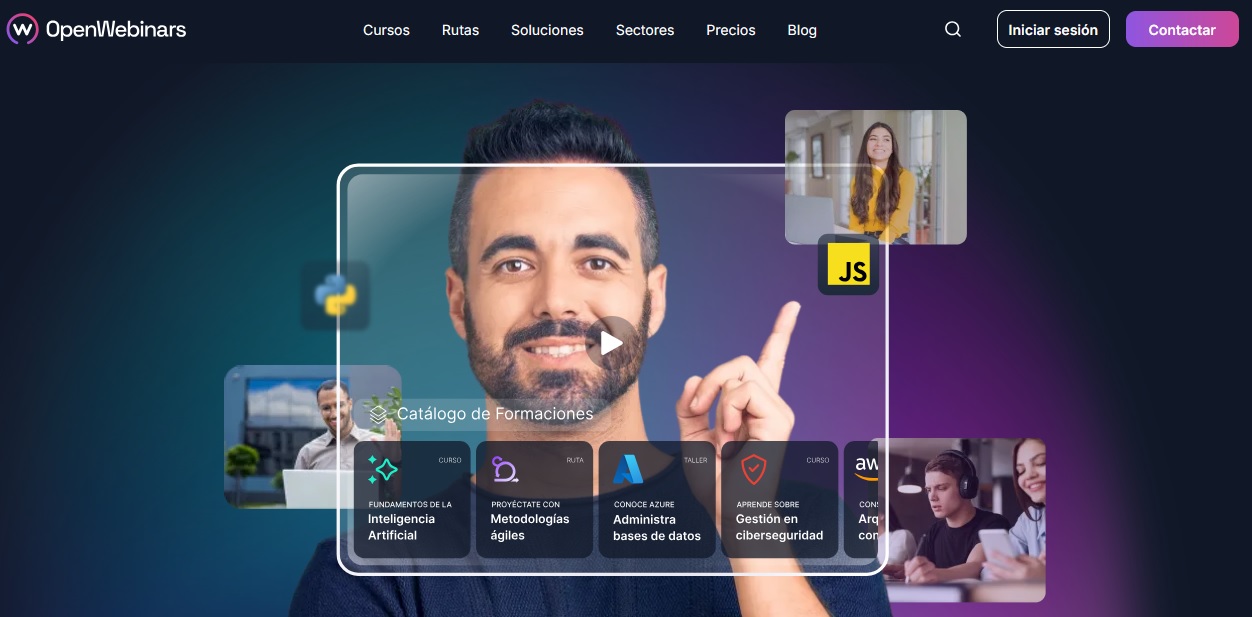 OpenWebinars
Cursos
Rutas
Soluciones
Sectores
Precios
Blog
Iniciar sesión
Contactar
JS
Catálogo de Formaciones
CURSO
FUNDAMENTOS DE LA
Inteligencia
Artificial
RUTA
PROYÉCTATE CON
Metodologías
ágiles
TALLER
CONOCE AZURE
Administra
bases de datos
CURSO
APRENDE SOBRE
Gestión en
ciberseguridad
aw
CONS
Arq
con